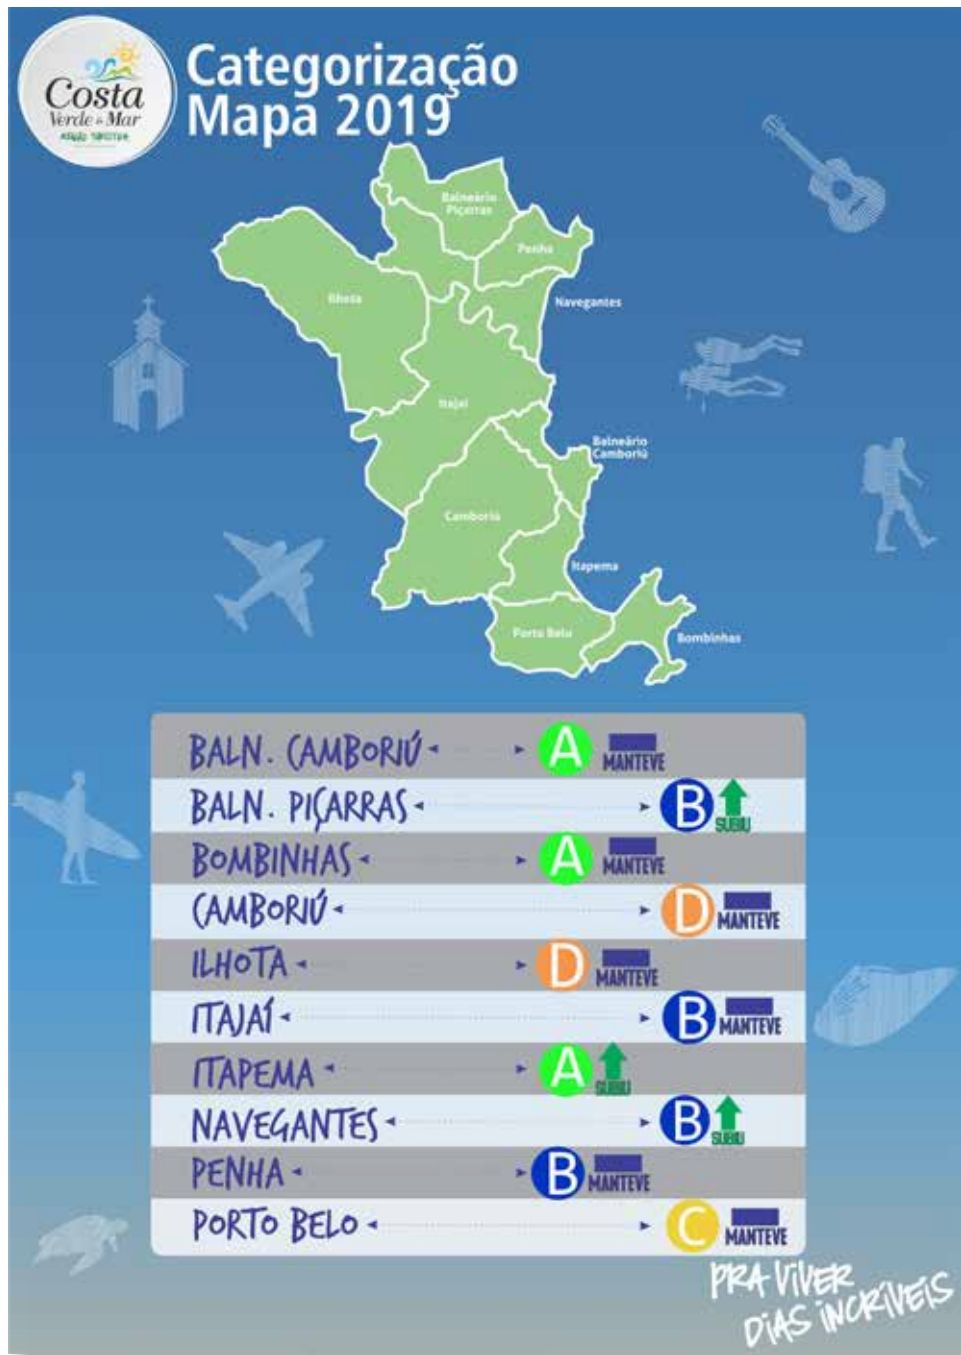 Costa
Verde & Mar
Categorização
Mapa 2019
Balneário
Piçarras
Penha
Ilhota
Navegantes
Itajaí
Balneário
Camboriú
Camboriú
Itapema
Porto Belo
Bombinhas
BALN. CAMBORIÚ A MANTEVE
BALN. PIÇARRAS B SUBIU
BOMBINHAS A MANTEVE
CAMBORIÚ D MANTEVE
ILHOTA D MANTEVE
ITAJAÍ B MANTEVE
ITAPEMA A SUBIU
NAVEGANTES B SUBIU
PENHA B MANTEVE
PORTO BELO C MANTEVE
PRA VIVER
DIAS INCRÍVEIS